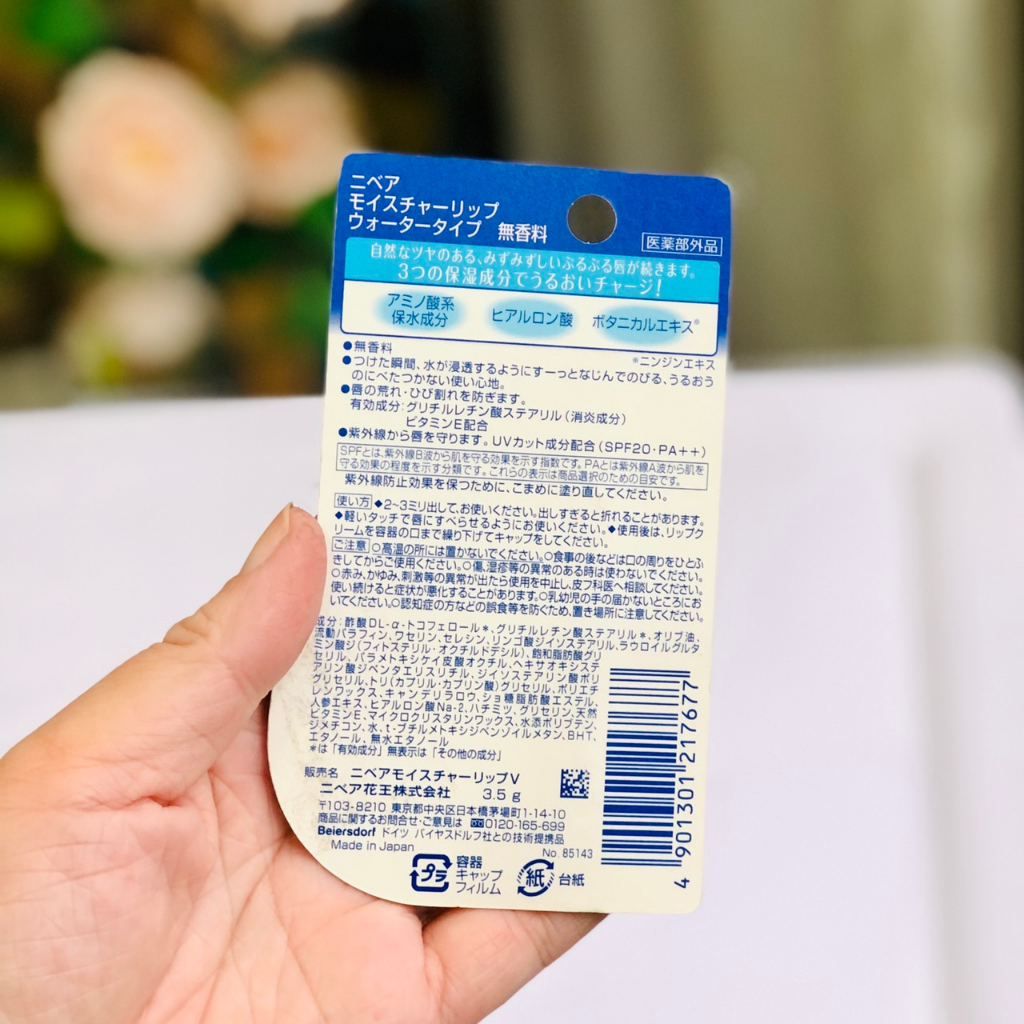 ニベア
モイスチャーリップ
ウォータータイプ 無香料
医薬部外品
自然なツヤのある、みずみずしいぷるぷる唇が続きます。
3つの保湿成分でうるおいチャージ!
アミノ酸系
保水成分
ヒアルロン酸
ボタニカルエキス※
※ニンジンエキス
●無香料
●つけた瞬間、水が浸透するようにすーっとなじんでのびる、うるおう
のにべたつかない使い心地。
●唇の荒れ・ひび割れを防ぎます。
有効成分:グリチルレチン酸ステアリル(消炎成分)
ビタミンE配合
●紫外線から唇を守ります。UVカット成分配合(SPF20・PA++)
SPFとは、紫外線B波から肌を守る効果を示す指数です。PAとは紫外線A波から肌を
守る効果の程度を示す分類です。これらの表示は商品選択のための目安です。
紫外線防止効果を保つために、こまめに塗り直してください。
使い方 ◆2~3ミリ出して、お使いください。出しすぎると折れることがあります。
◆軽いタッチで唇にすべらせるようにお使いください。◆使用後は、リップク
リームを容器の口まで繰り下げてキャップをしてください。
ご注意 ○高温の所には置かないでください。○食事の後などは口の周りをひとふ
きしてからご使用ください。○傷、湿疹等の異常のある時は使わないでください。
○赤み、かゆみ、刺激等の異常が出たら使用を中止し、皮フ科医へ相談してください。
使い続けると症状が悪化することがあります。○乳幼児の手の届かないところにお
いてください。○認知症の方などの誤食等を防ぐため、置き場所に注意してください。
成分:酢酸DL-α-トコフェロール*、グリチルレチン酸ステアリル*、オリブ油、
流動パラフィン、ワセリン、セレシン、リンゴ酸ジイソステアリル、ラウロイルグルタ
ミン酸ジ(フィトステリル・オクチルドデシル)、飽和脂肪酸グリ
セリル、パラメトキシケイ皮酸オクチル、ヘキサオキシステ
アリン酸ジペンタエリスリチル、ジイソステアリン酸ポリ
グリセリル、トリ(カプリル・カプリン酸)グリセリル、ポリエチ
レンワックス、キャンデリラロウ、ショ糖脂肪酸エステル、
人参エキス、ヒアルロン酸Na-2、ハチミツ、グリセリン、天然
ビタミンE、マイクロクリスタリンワックス、水添ポリブテン、
ジメチコン、水、t-ブチルメトキシジベンゾイルメタン、BHT、
エタノール、無水エタノール
*は「有効成分」無表示は「その他の成分」
販売名 ニベアモイスチャーリップV
ニベア花王株式会社 3.5g
〒103-8210 東京都中央区日本橋茅場町1-14-10
商品に関するお問合せ・ご意見は 0120-165-699
Beiersdorf ドイツ バイヤスドルフ社との技術提携品
Made in Japan
No. 85143
プラ
容器
キャップ
フィルム
紙
台紙
4 901301 217677